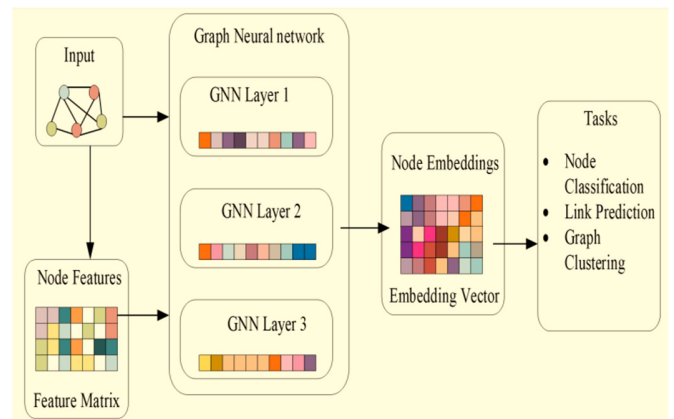 Input
Node Features
Feature Matrix
Graph Neural network
GNN Layer 1
GNN Layer 2
GNN Layer 3
Node Embeddings
Embedding Vector
Tasks
• Node
Classification
• Link Prediction
• Graph
Clustering